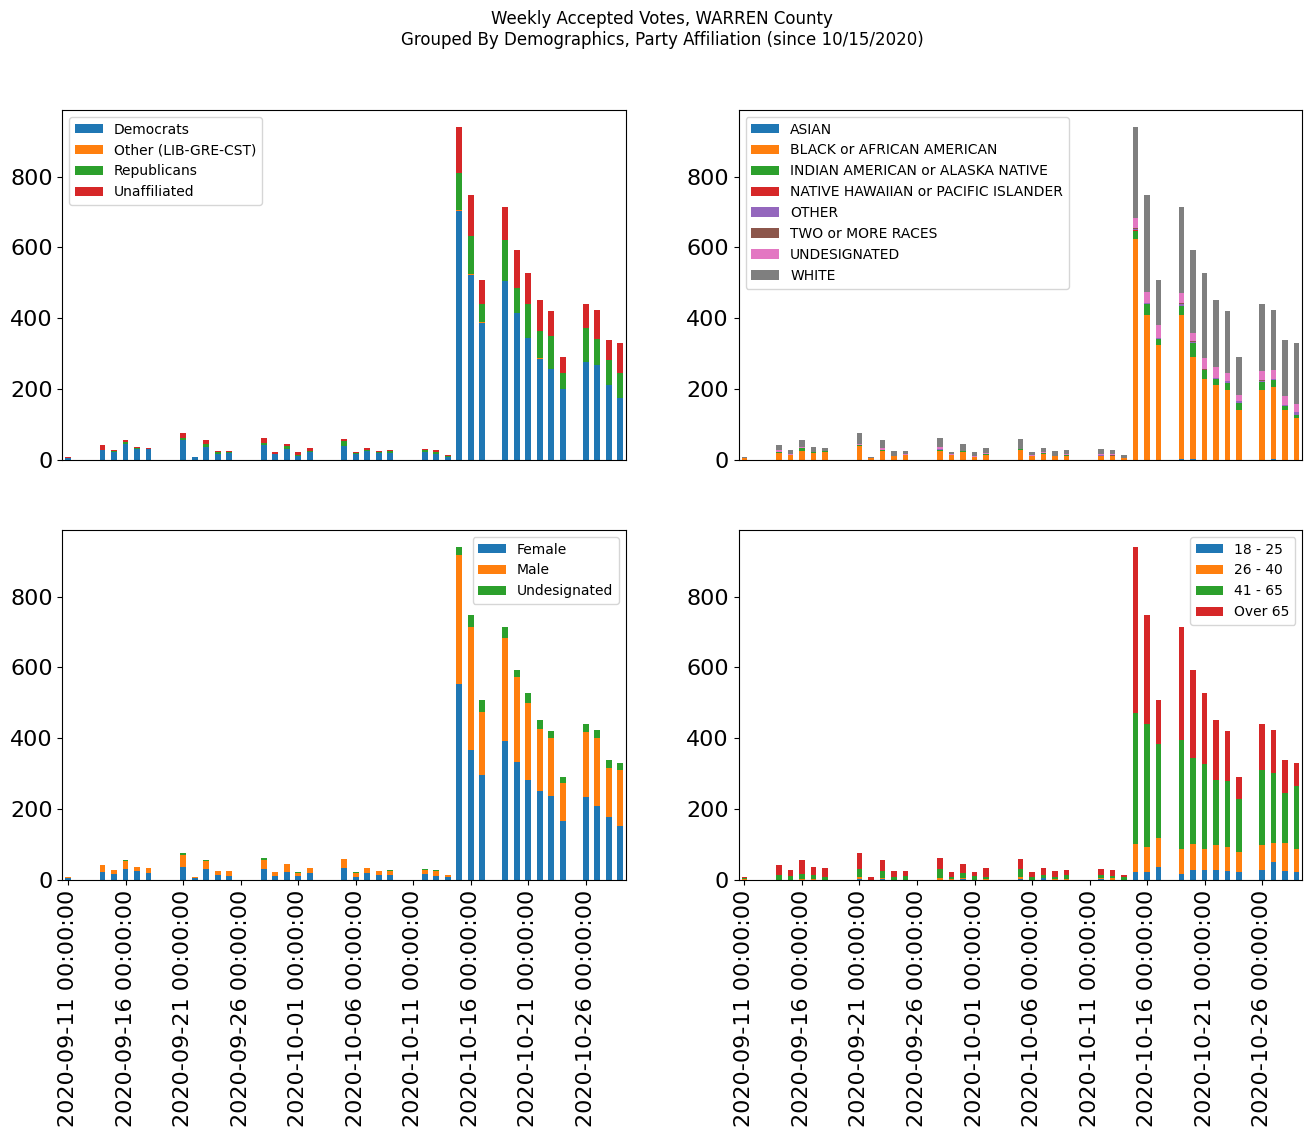 Weekly Accepted Votes, WARREN County
Grouped By Demographics, Party Affiliation (since 10/15/2020)
Democrats
Other (LIB-GRE-CST)
Republicans
Unaffiliated
800
600
400
200
0
ASIAN
BLACK or AFRICAN AMERICAN
INDIAN AMERICAN or ALASKA NATIVE
NATIVE HAWAIIAN or PACIFIC ISLANDER
OTHER
TWO or MORE RACES
UNDESIGNATED
WHITE
800
600
400
200
0
Female
Male
Undesignated
800
600
400
200
0
2020-09-11 00:00:00
2020-09-16 00:00:00
2020-09-21 00:00:00
2020-09-26 00:00:00
2020-10-01 00:00:00
2020-10-06 00:00:00
2020-10-11 00:00:00
2020-10-16 00:00:00
2020-10-21 00:00:00
2020-10-26 00:00:00
18 - 25
26 - 40
41 - 65
Over 65
800
600
400
200
0
2020-09-11 00:00:00
2020-09-16 00:00:00
2020-09-21 00:00:00
2020-09-26 00:00:00
2020-10-01 00:00:00
2020-10-06 00:00:00
2020-10-11 00:00:00
2020-10-16 00:00:00
2020-10-21 00:00:00
2020-10-26 00:00:00